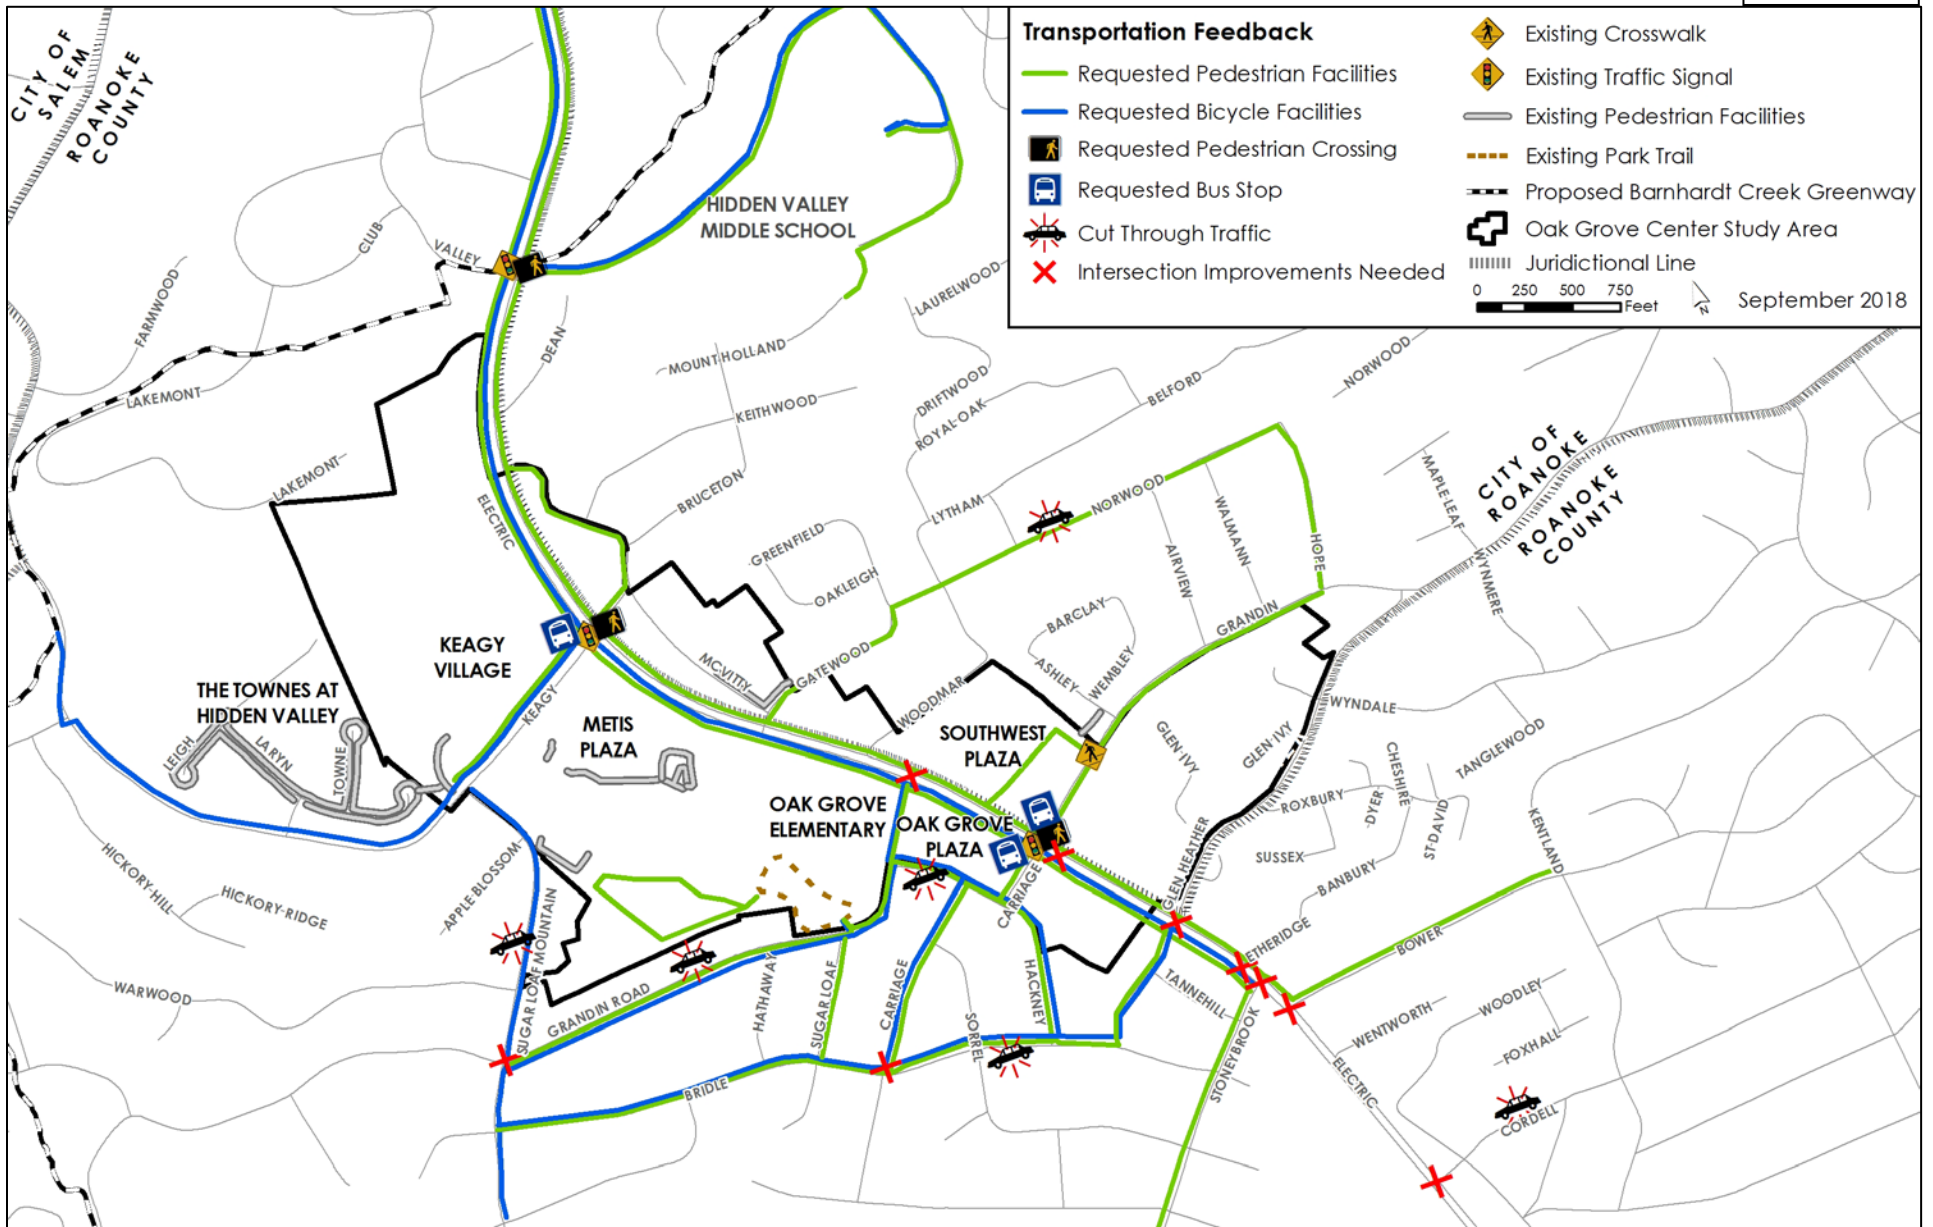 Transportation Feedback
Requested Pedestrian Facilities
Requested Bicycle Facilities
Requested Pedestrian Crossing
Requested Bus Stop
Cut Through Traffic
Intersection Improvements Needed
Existing Crosswalk
Existing Traffic Signal
Existing Pedestrian Facilities
Existing Park Trail
Proposed Barnhardt Creek Greenway
Oak Grove Center Study Area
Juridictional Line
0 250 500 750
Feet
N
September 2018
CITY OF
SALEM
ROANOKE
COUNTY
CLUB
VALLEY
HIDDEN VALLEY
MIDDLE SCHOOL
FARMWOOD
LAURELWOOD
DEAN
MOUNT HOLLAND
NORWOOD
LAKEMONT
DRIFTWOOD
BELFORD
KEITHWOOD
ROYAL OAK
CITY OF
ROANOKE
ROANOKE
COUNTY
LAKEMONT
BRUCETON
MAPLE LEAF
ELECTRIC
LYTHAM
NORWOOD
WALMANN
GREENFIELD
HOPE
AIRVIEW
WYNMERE
OAKLEIGH
BARCLAY
GRANDIN
KEAGY
VILLAGE
MCVITTY
GATEWOOD
ASHLEY
WEMBLEY
THE TOWNES AT
HIDDEN VALLEY
KEAGY
WOODMAR
WYNDALE
METIS
PLAZA
SOUTHWEST
PLAZA
GLEN IVY
GLEN IVY
LEIGH
LARYN
TOWNE
TANGLEWOOD
CHESHIRE
OAK GROVE
ELEMENTARY
OAK GROVE
PLAZA
ROXBURY
DYER
ST DAVID
KENTLAND
GLEN HEATHER
SUSSEX
HICKORY HILL
HICKORY RIDGE
APPLE BLOSSOM
CARRIAGE
BANBURY
SUGAR LOAF MOUNTAIN
ETHERIDGE
BOWER
WARWOOD
GRANDIN ROAD
HATHAWAY
SUGAR LOAF
CARRIAGE
HACKNEY
TANNEHILL
SORREL
WOODLEY
WENTWORTH
FOXHALL
STONEYBROOK
ELECTRIC
BRIDLE
CORDELL